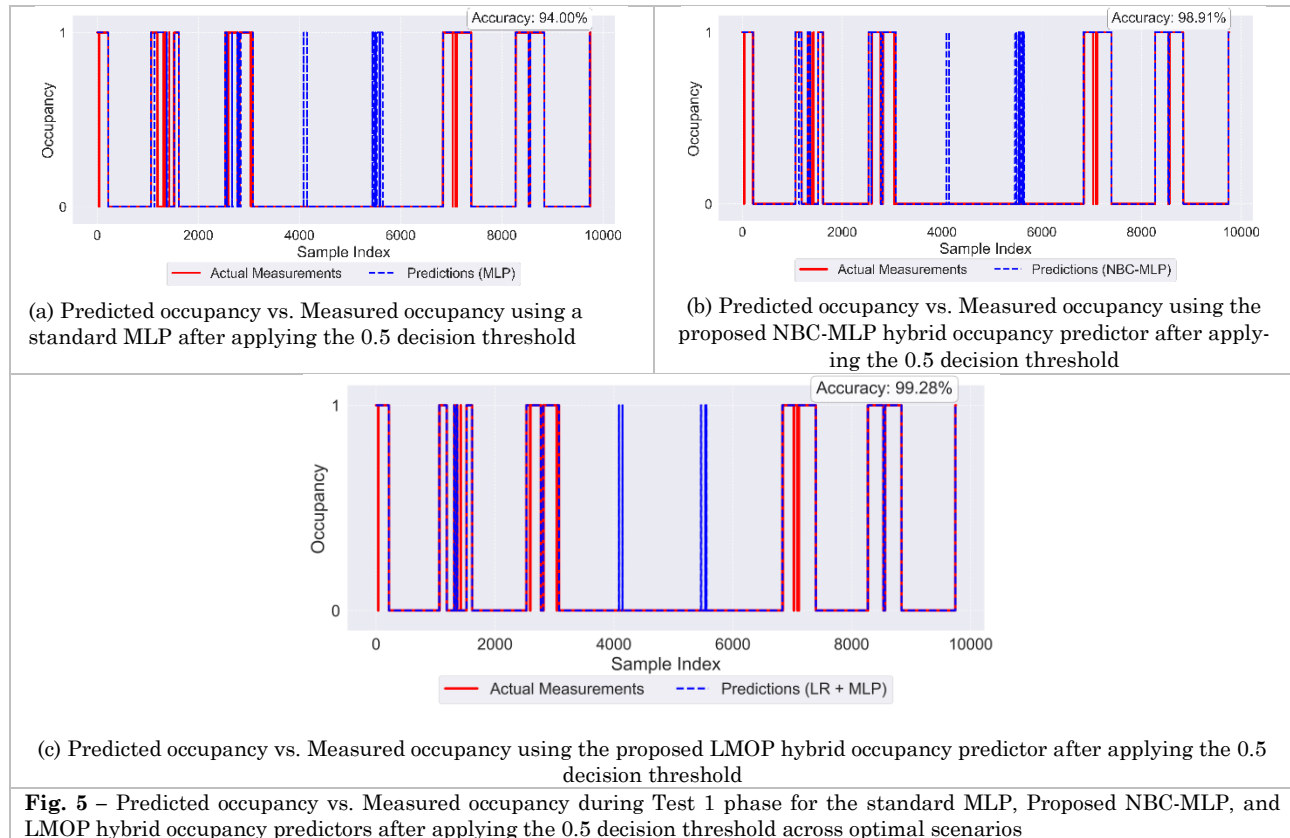 Accuracy: 94.00%
1
Occupancy
0
0 2000 4000 6000 8000 10000
Sample Index
Actual Measurements Predictions (MLP)
(a) Predicted occupancy vs. Measured occupancy using a
standard MLP after applying the 0.5 decision threshold
Accuracy: 98.91%
1
Occupancy
0
0 2000 4000 6000 8000 10000
Sample Index
Actual Measurements Predictions (NBC-MLP)
(b) Predicted occupancy vs. Measured occupancy using the
proposed NBC-MLP hybrid occupancy predictor after apply-
ing the 0.5 decision threshold
Accuracy: 99.28%
1
Occupancy
0
0 2000 4000 6000 8000 10000
Sample Index
Actual Measurements Predictions (LR + MLP)
(c) Predicted occupancy vs. Measured occupancy using the proposed LMOP hybrid occupancy predictor after applying the 0.5
decision threshold
Fig. 5 – Predicted occupancy vs. Measured occupancy during Test 1 phase for the standard MLP, Proposed NBC-MLP, and
LMOP hybrid occupancy predictors after applying the 0.5 decision threshold across optimal scenarios